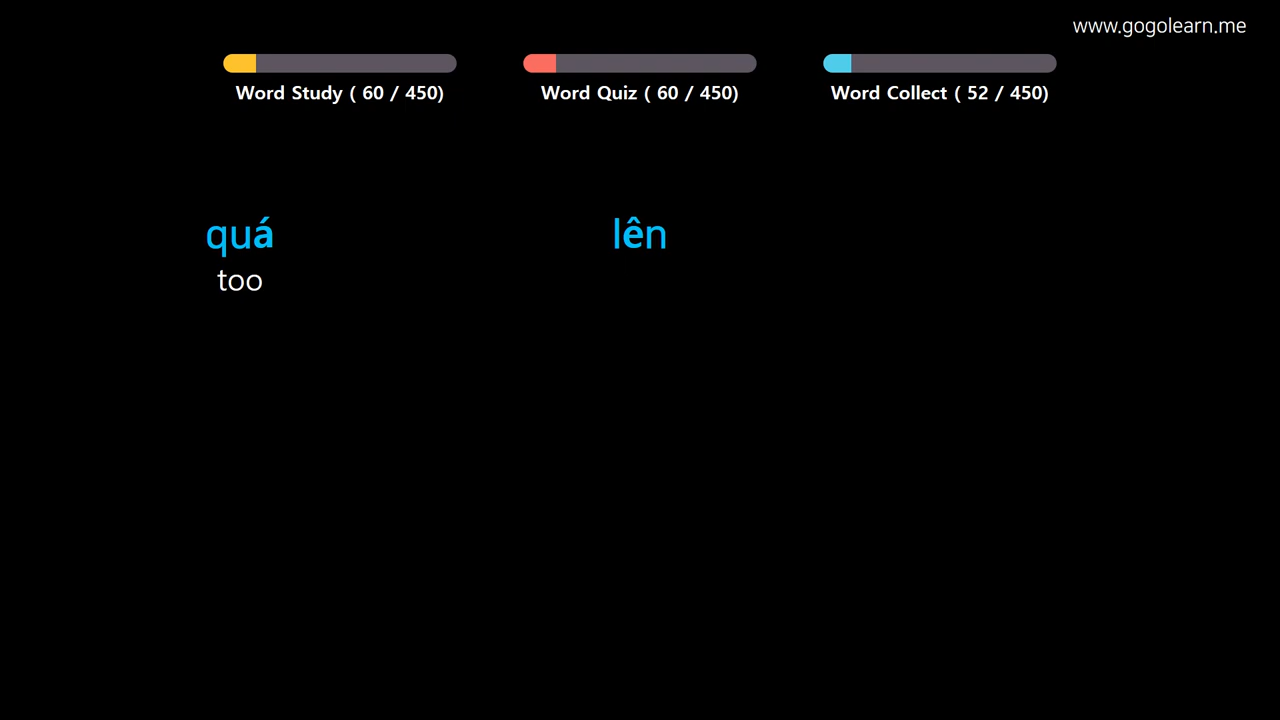 www.gogolearn.me
Word Study ( 60 / 450)
Word Quiz ( 60 / 450)
Word Collect ( 52 / 450)
quá
lên
too